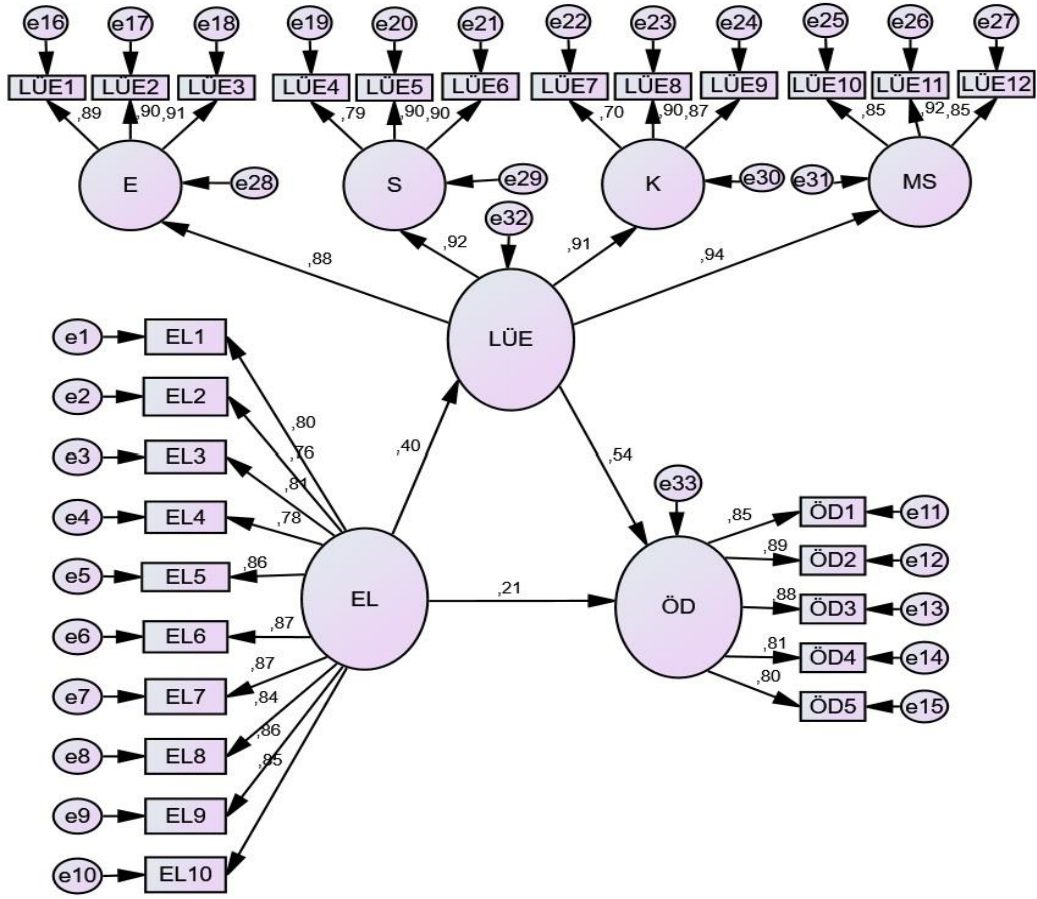 e16 e17 e18 e19 e20 e21 e22 e23 e24 e25 e26 e27
LÜE1 LÜE2 LÜE3 LÜE4 LÜE5 LÜE6 LÜE7 LÜE8 LÜE9 LÜE10 LÜE11 LÜE12
,89 ,90 ,91 ,79 ,90 ,90 ,70 ,90 ,87 ,85 ,92 ,85
E e28 S e29 K e30 e31 MS
e32
,88 ,92 ,91 ,94
LÜE
e1 EL1
e2 EL2
,80
,40 ,54
e3 EL3 ,76
,81 e33
e4 EL4 ,78 ,85 ÖD1 e11
,89 ÖD2 e12
e5 EL5 ,86
EL ,21 ÖD ,88 ÖD3 e13
e6 EL6 ,87
,81 ÖD4 e14
,87 ,80
e7 EL7 ,84 ÖD5 e15
,86
e8 EL8 ,85
e9 EL9
e10 EL10